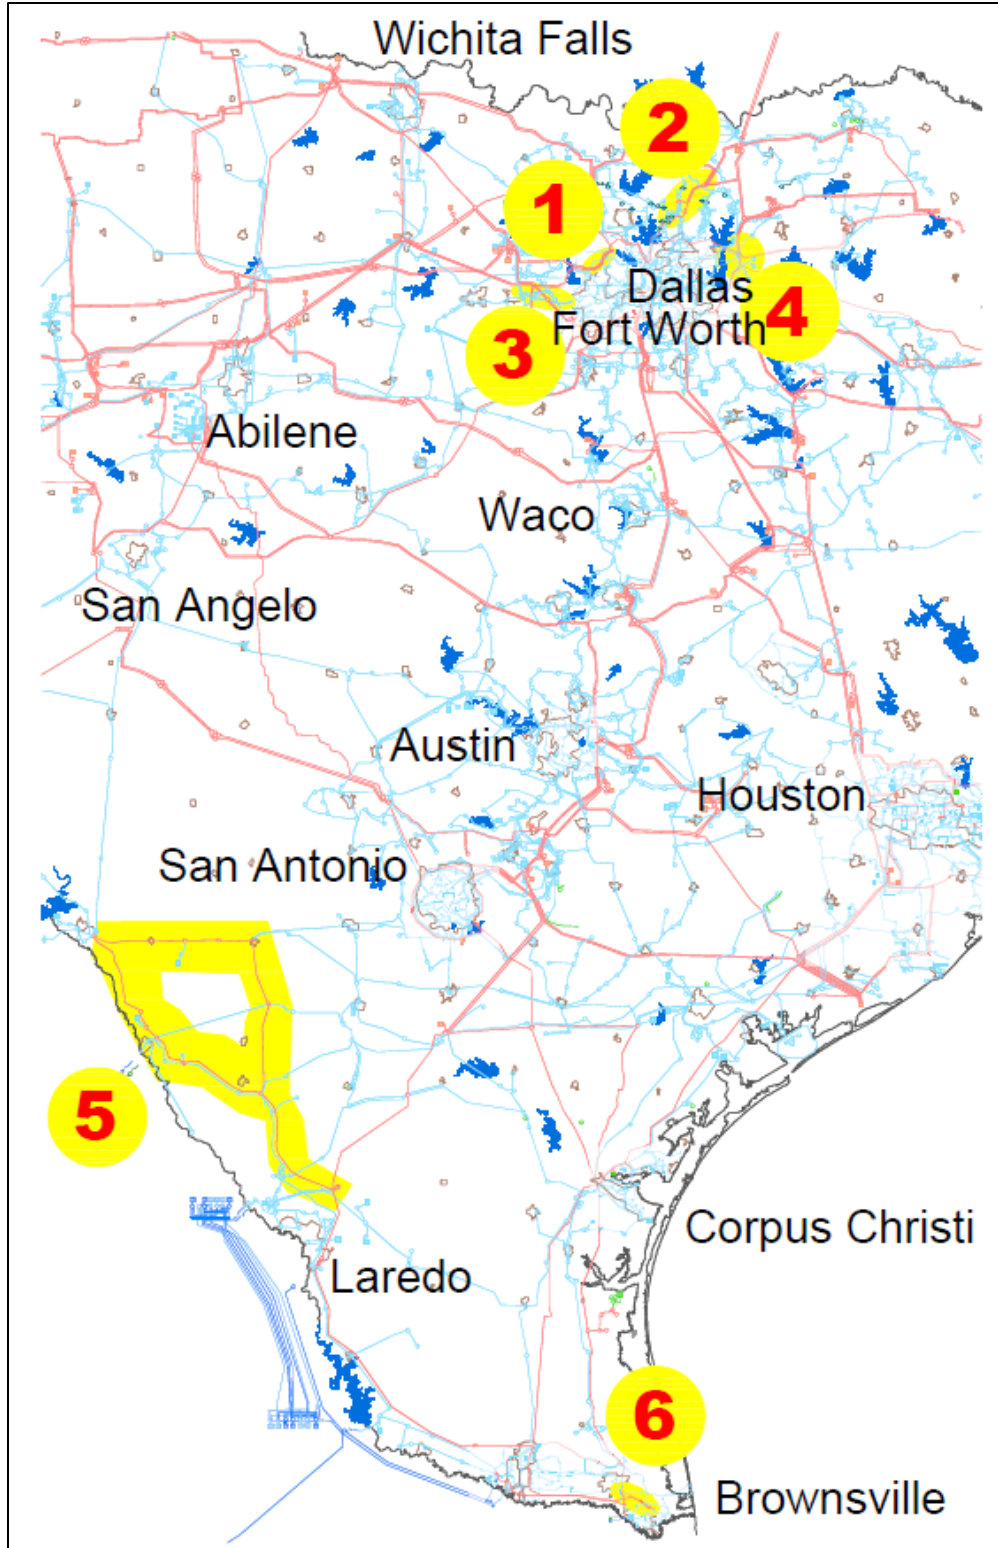 Wichita Falls
2
1
Dallas
Fort Worth
4
3
Abilene
Waco
San Angelo
Austin
Houston
San Antonio
5
Corpus Christi
Laredo
6
Brownsville